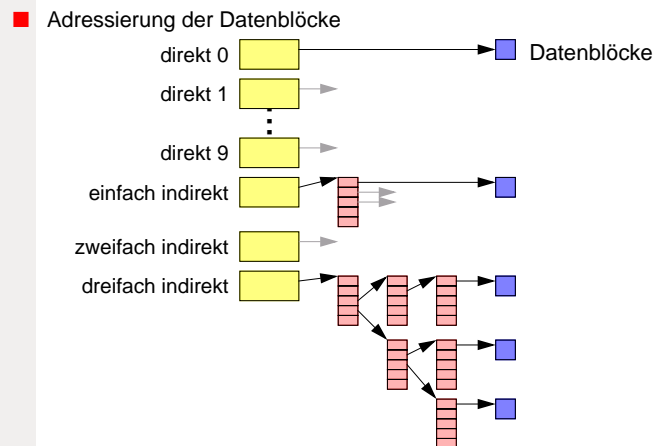 Adressierung der Datenblöcke
direkt 0
Datenblöcke
direkt 1
direkt 9
einfach indirekt
zweifach indirekt
dreifach indirekt